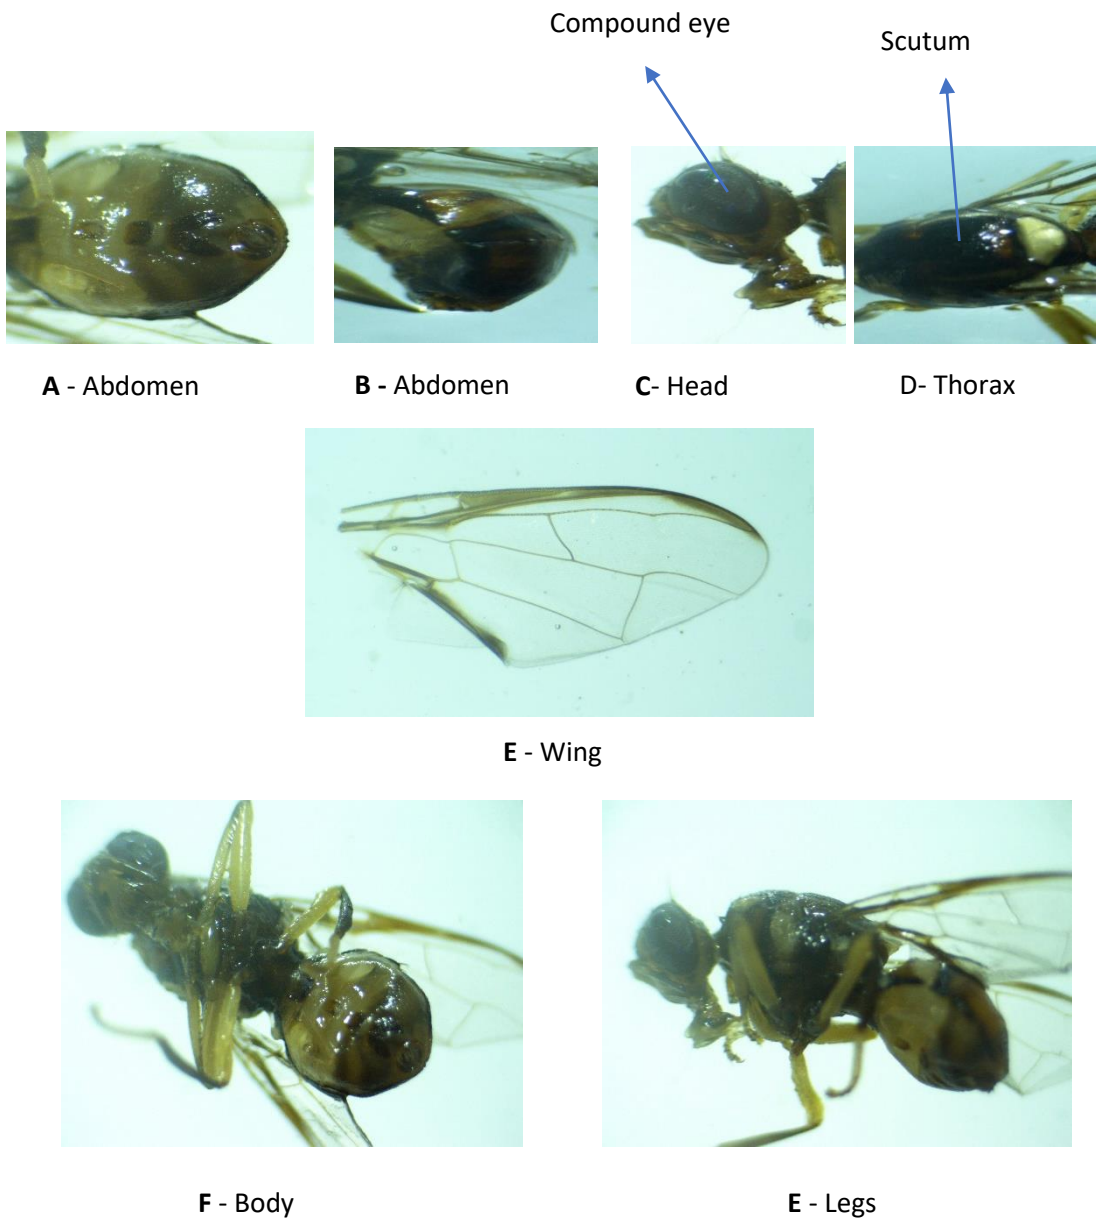 Compound eye
Scutum
A - Abdomen
B - Abdomen
C- Head
D- Thorax
E - Wing
F - Body
E - Legs